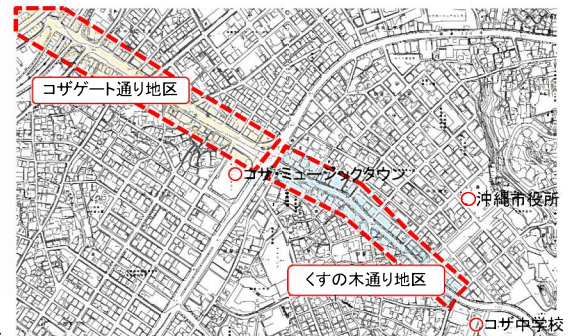 コザゲート通り地区
コザ・ミュージックタウン
沖縄市役所
くすの木通り地区
コザ中学校